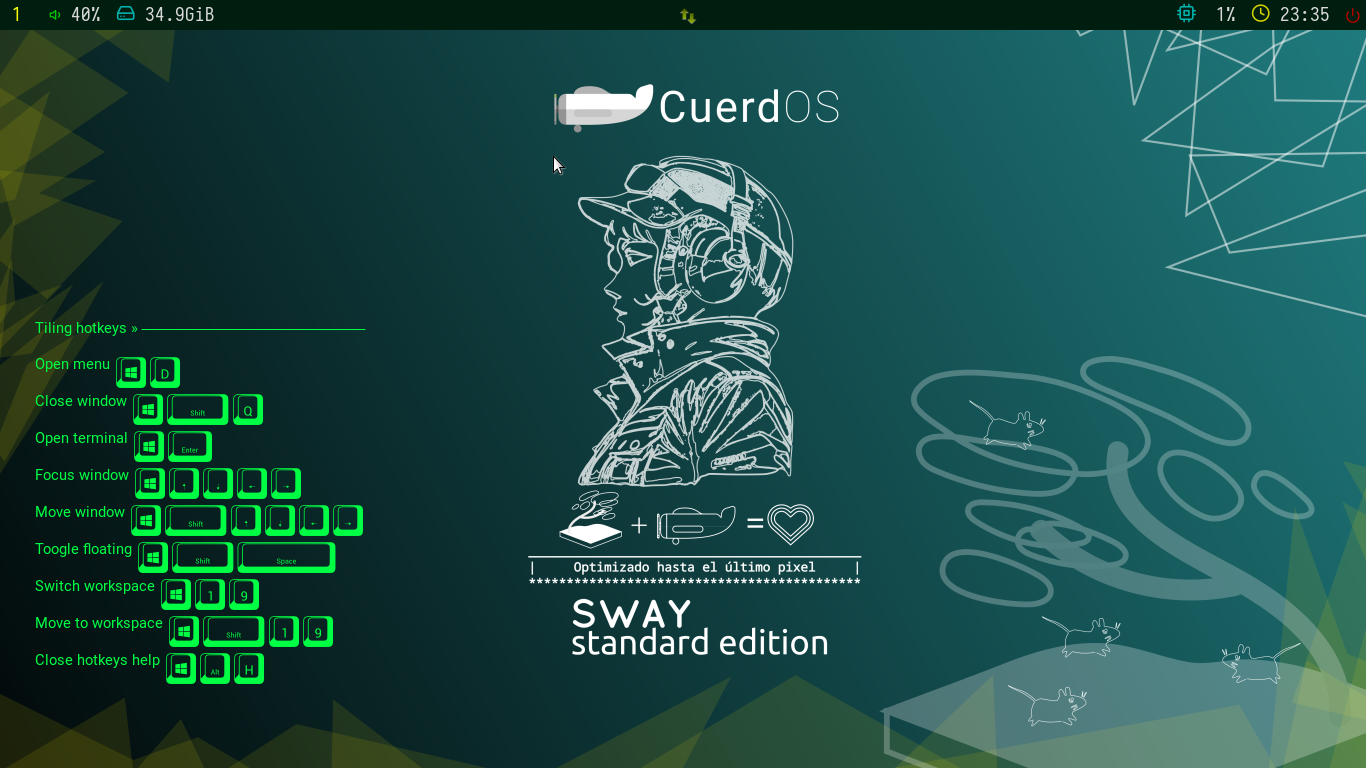 1 40% 34.9GiB 1% 23:35
CuerdOS
Tiling hotkeys »
Open menu D
Close window Shift Q
Open terminal Enter
Focus window ↑ ↓ ← →
Move window Shift ↑ ↓ ← →
Toogle floating Shift Space
Switch workspace 1 9
Move to workspace Shift 1 9
Close hotkeys help Alt H
+ =
| Optimizado hasta el último pixel |
*******************************************
SWAY
standard edition